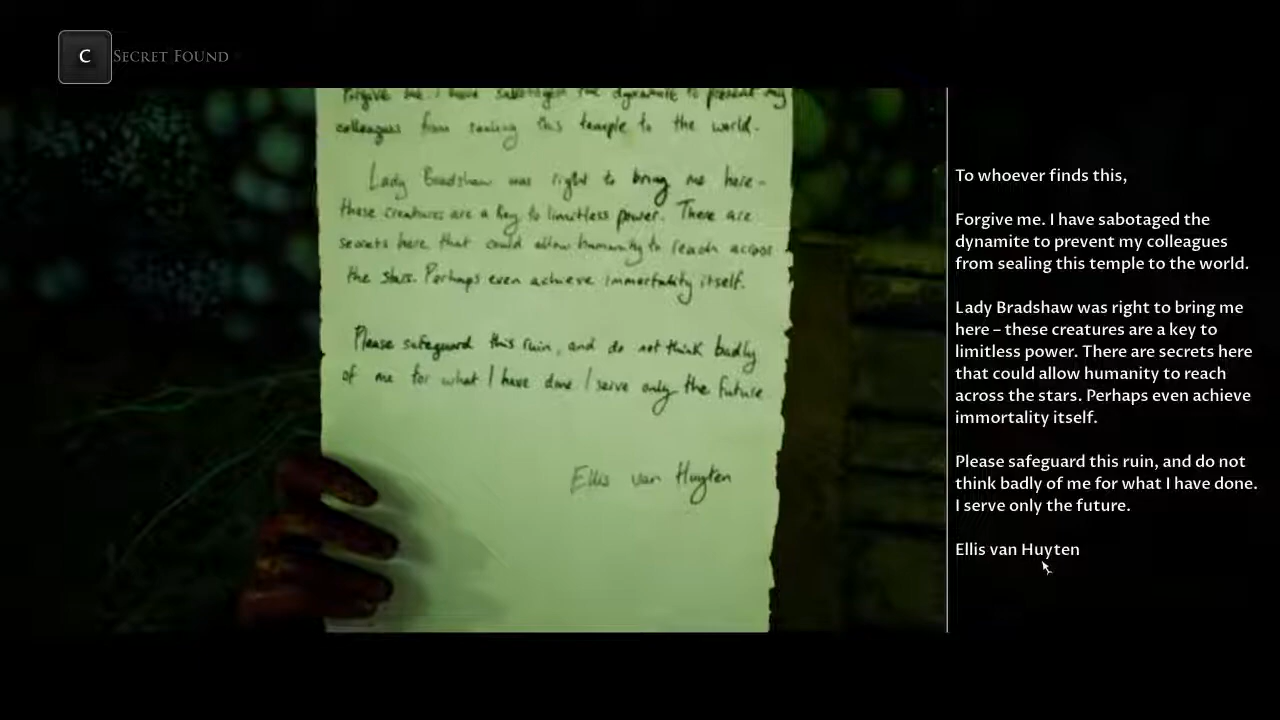 C
SECRET FOUND
Forgive me. I have sabotaged the dynamite to prevent my
colleagues from sealing this temple to the world.
Lady Bradshaw was right to bring me here –
these creatures are a key to limitless power. There are
secrets here that could allow humanity to reach across
the stars. Perhaps even achieve immortality itself.
Please safeguard this ruin, and do not think badly
of me for what I have done. I serve only the future
Ellis van Huyten
To whoever finds this,
Forgive me. I have sabotaged the
dynamite to prevent my colleagues
from sealing this temple to the world.
Lady Bradshaw was right to bring me
here – these creatures are a key to
limitless power. There are secrets here
that could allow humanity to reach
across the stars. Perhaps even achieve
immortality itself.
Please safeguard this ruin, and do not
think badly of me for what I have done.
I serve only the future.
Ellis van Huyten